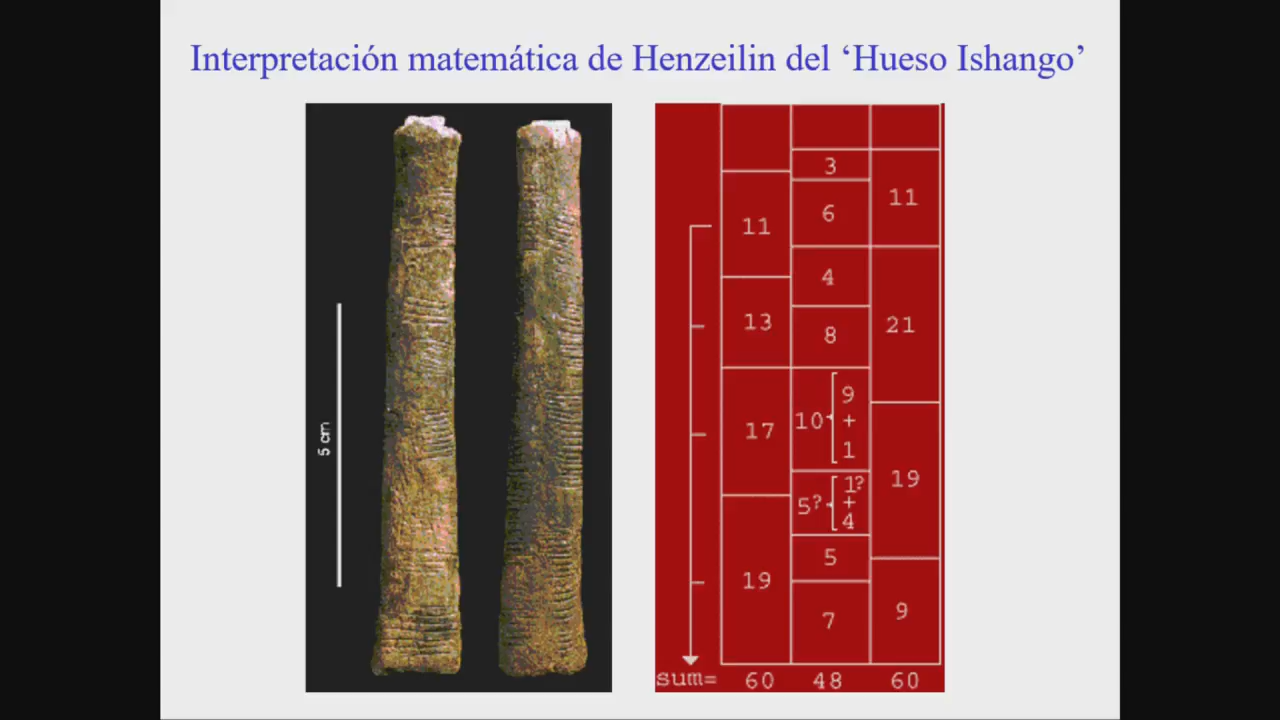 Interpretación matemática de Henzeilin del ‘Hueso Ishango’
5 cm
11
13
17
19
3
6
4
8
10 9 + 1
5? 1? + 4
5
7
11
21
19
9
sum= 60 48 60